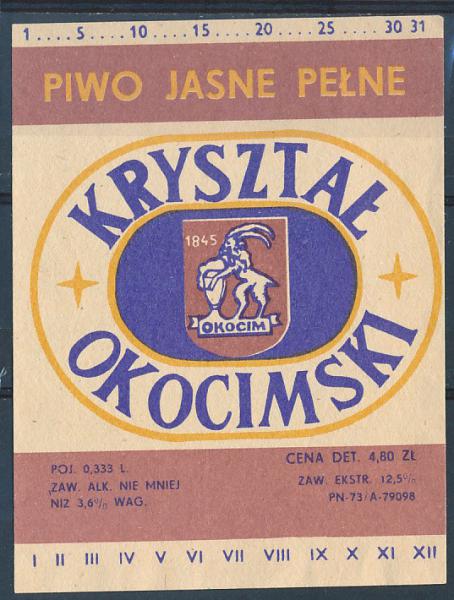 1....5....10....15....20....25....30 31
PIWO JASNE PEŁNE
KRYSZTAŁ
1845
OKOCIM
OKOCIMSKI
POJ. 0,333 L.
ZAW. ALK. NIE MNIEJ
NIŻ 3,6% WAG.
CENA DET. 4,80 ZŁ
ZAW. EKSTR. 12,5%
PN-73/A-79098
I II III IV V VI VII VIII IX X XI XII